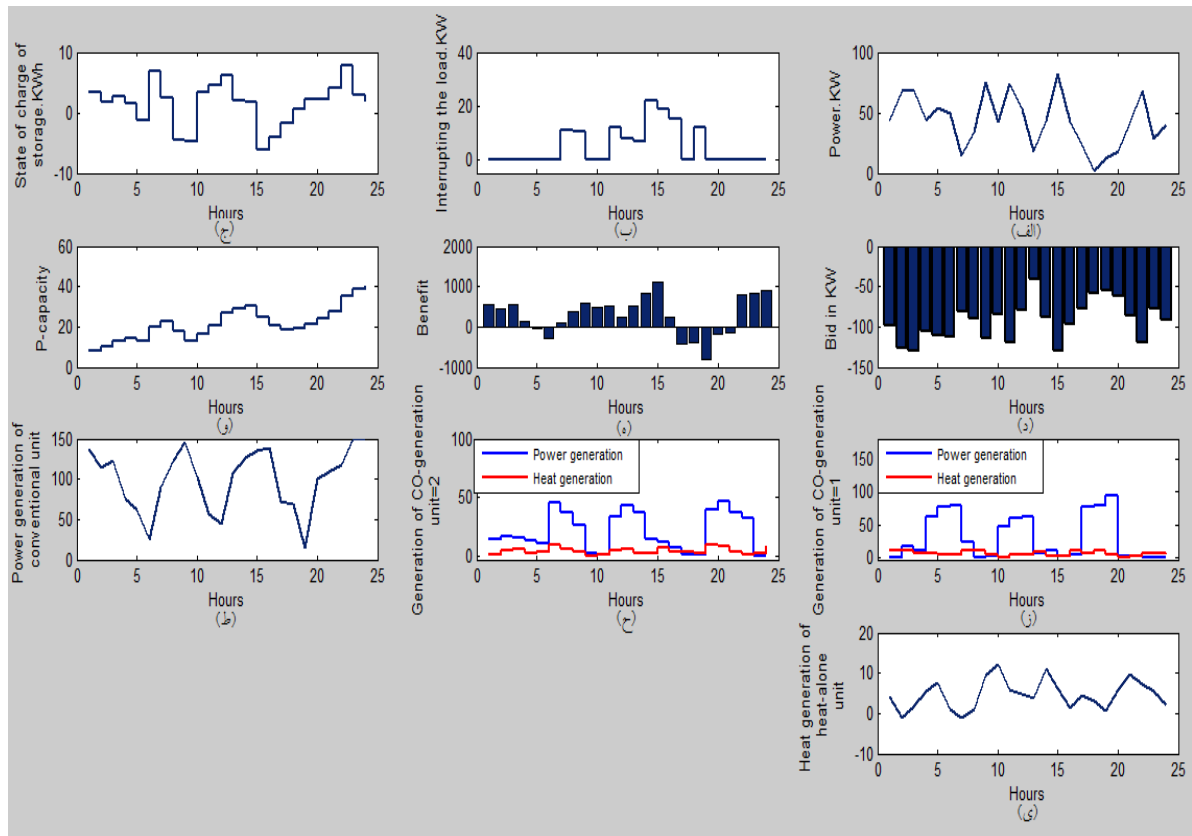 State of charge of
storage.KWh
10
0
-10
0 5 10 15 20 25
Hours
(ج)
Interrupting the load.KW
40
20
0
0 5 10 15 20 25
Hours
(ب)
Power.KW
100
50
0
0 5 10 15 20 25
Hours
(الف)
P-capacity
60
40
20
0
0 5 10 15 20 25
Hours
(و)
Benefit
2000
1000
0
-1000
0 5 10 15 20 25
Hours
(ه)
Bid in KW
0
-50
-100
-150
0 5 10 15 20 25
Hours
(د)
Power generation of
conventional unit
150
100
50
0
0 5 10 15 20 25
Hours
(ط)
Generation of CO-generation
unit=2
100
50
0
Power generation
Heat generation
0 5 10 15 20 25
Hours
(ح)
Generation of CO-generation
unit=1
150
100
50
0
Power generation
Heat generation
0 5 10 15 20 25
Hours
(ز)
Heat generation of
heat-alone
unit
20
10
0
-10
0 5 10 15 20 25
Hours
(ی)